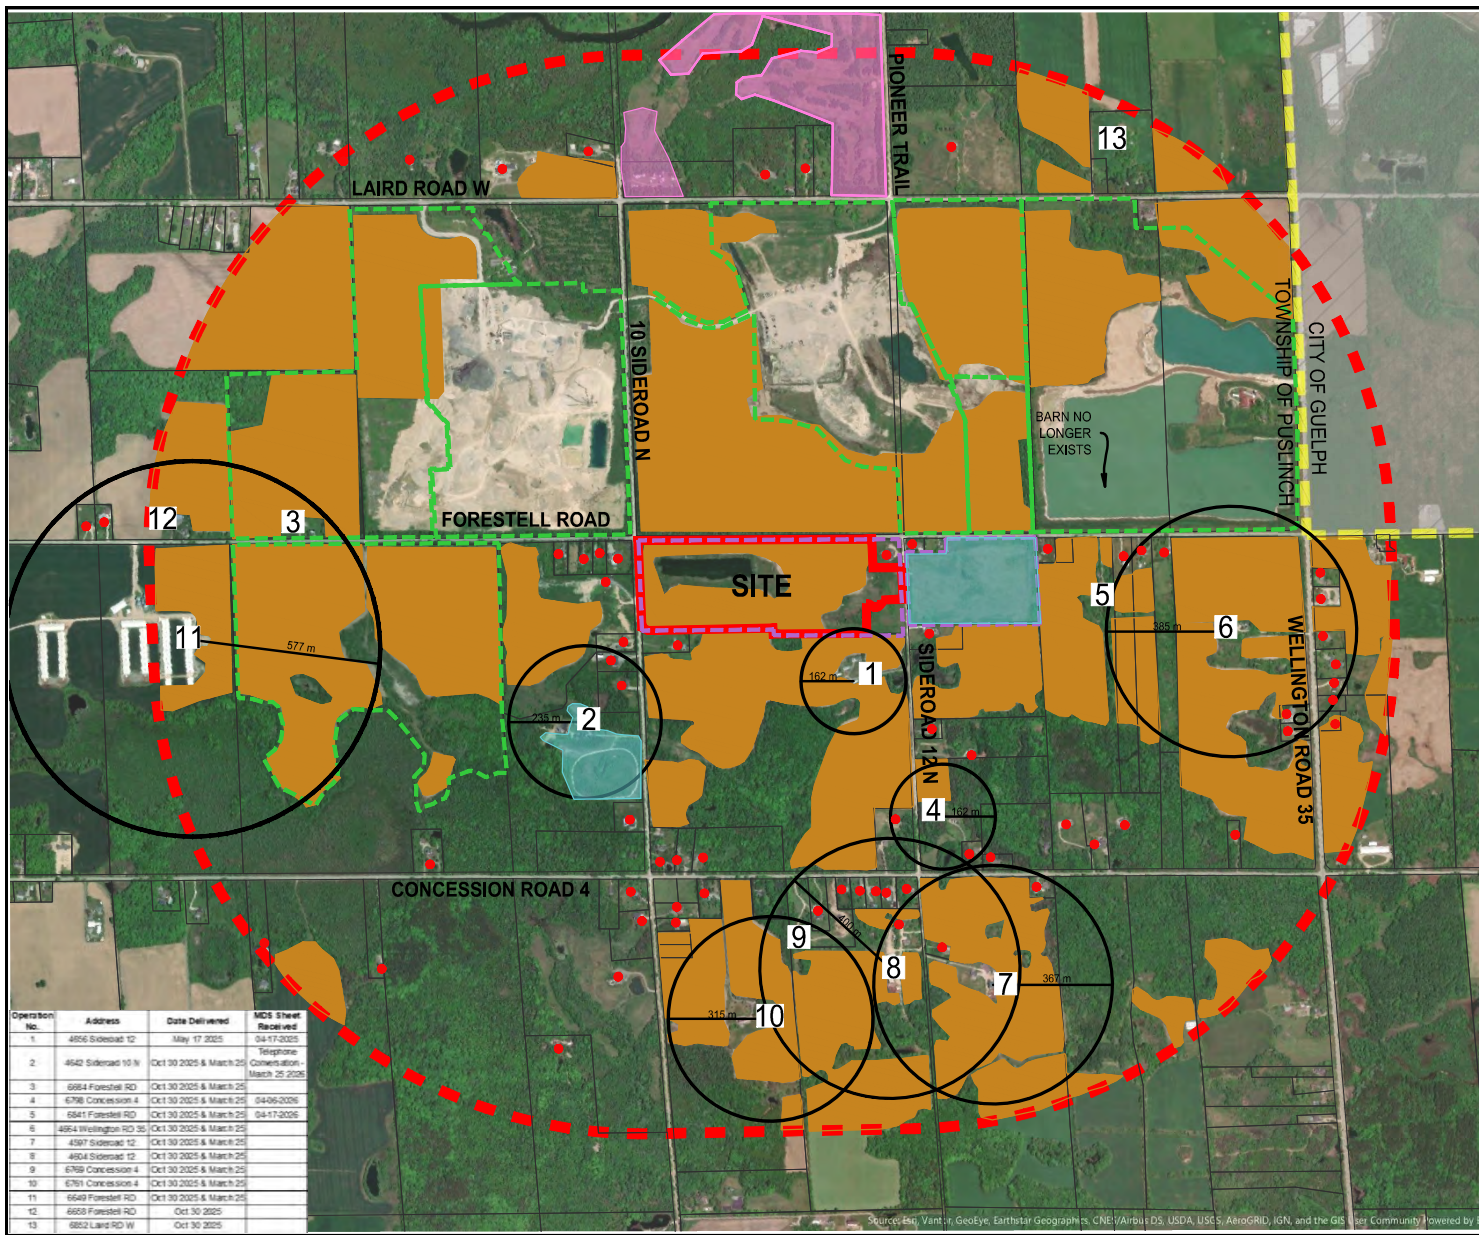 PIONEER TRAIL
13
LAIRD ROAD W
TOWNSHIP OF PUSLINCH
CITY OF GUELPH
10 SIDEROAD N
BARN NO
LONGER
EXISTS
12
3
FORESTELL ROAD
SITE
5
6
385 m
WELLINGTON ROAD 35
11
577 m
1
162 m
SIDEROAD 12 N
2
235 m
4
162 m
CONCESSION ROAD 4
9
400 m
8
7
367 m
10
315 m
Operation No. Address Date Delivered MDS Sheet Received
1 4656 Sideroad 12 May 17 2025 04-17-2025
2 4642 Sideroad 10 N Oct 30 2025 & March 25 Telephone Conversation - March 25 2026
3 6684 Forestell RD Oct 30 2025 & March 25
4 6798 Concession 4 Oct 30 2025 & March 25 04-06-2026
5 6841 Forestell RD Oct 30 2025 & March 25 04-17-2026
6 4664 Wellington RD 35 Oct 30 2025 & March 25
7 4597 Sideroad 12 Oct 30 2025 & March 25
8 4604 Sideroad 12 Oct 30 2025 & March 25
9 6769 Concession 4 Oct 30 2025 & March 25
10 6761 Concession 4 Oct 30 2025 & March 25
11 6649 Forestell RD Oct 30 2025 & March 25
12 6658 Forestell RD Oct 30 2025
13 6852 Laird RD W Oct 30 2025
Source: Esri, Vantor, GeoEye, Earthstar Geographics, CNES/Airbus DS, USDA, USGS, AeroGRID, IGN, and the GIS User Community Powered by